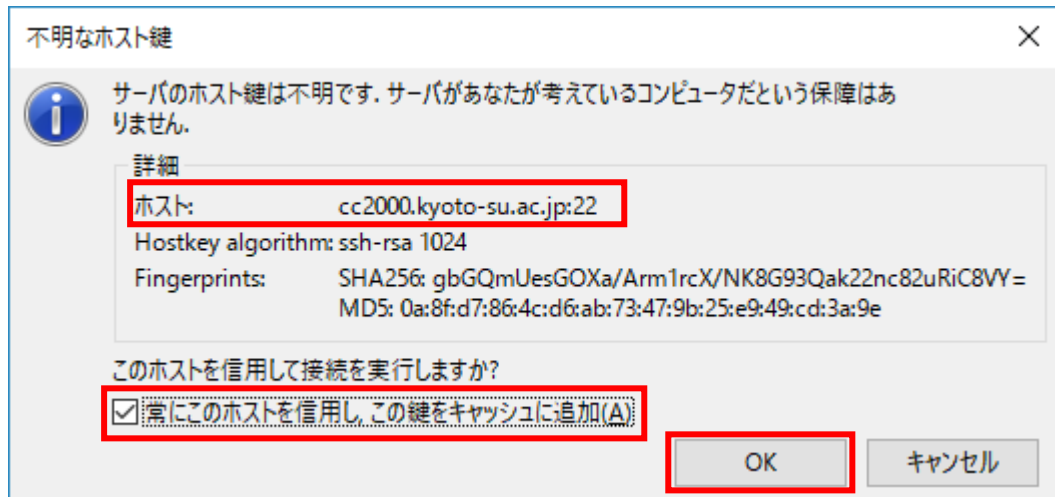 不明なホスト鍵
サーバのホスト鍵は不明です. サーバがあなたが考えているコンピュータだという保障はあ
りません.
詳細
ホスト: cc2000.kyoto-su.ac.jp:22
Hostkey algorithm: ssh-rsa 1024
Fingerprints: SHA256: gbGQmUesGOXa/Arm1rcX/NK8G93Qak22nc82uRiC8VY=
MD5: 0a:8f:d7:86:4c:d6:ab:73:47:9b:25:e9:49:cd:3a:9e
このホストを信用して接続を実行しますか?
常にこのホストを信用し, この鍵をキャッシュに追加(A)
OK キャンセル